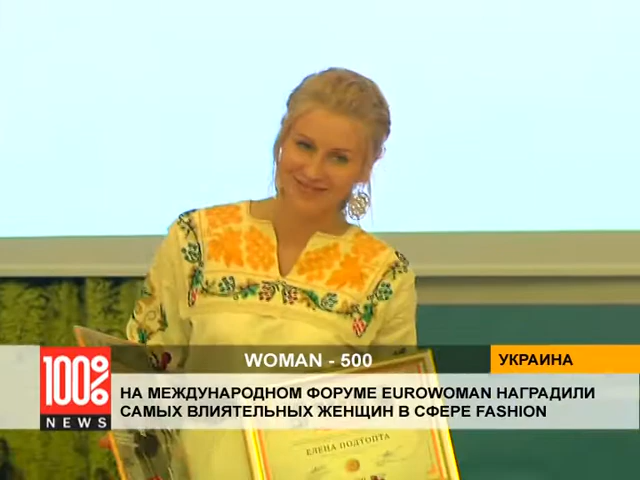 WOMAN - 500
УКРАИНА
100%
NEWS
НА МЕЖДУНАРОДНОМ ФОРУМЕ EUROWOMAN НАГРАДИЛИ
САМЫХ ВЛИЯТЕЛЬНЫХ ЖЕНЩИН В СФЕРЕ FASHION
ЕЛЕНА ПОДТОПТА